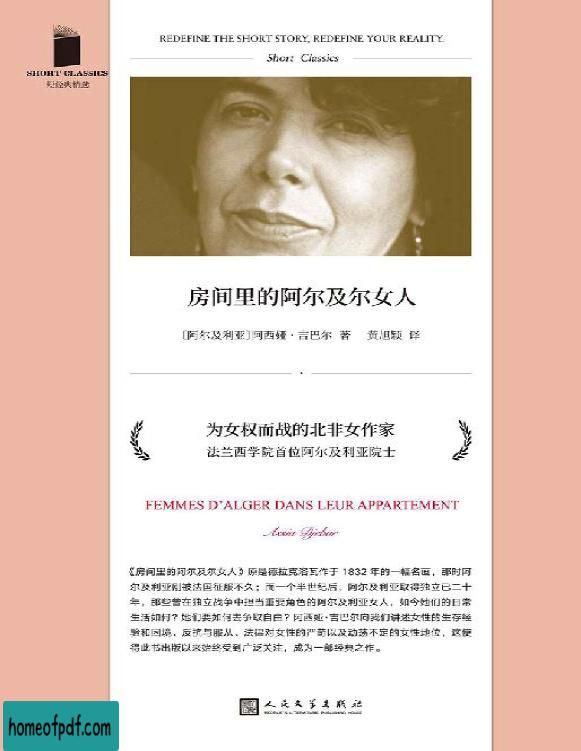 REDEFINE THE SHORT STORY, REDEFINE YOUR REALITY.
Short Classics
SHORT CLASSICS
短经典精选
房间里的阿尔及尔女人
[阿尔及利亚]阿西娅·吉巴尔 著 黄旭颖 译
为女权而战的北非女作家
法兰西学院首位阿尔及利亚院士
FEMMES D'ALGER DANS LEUR APPARTEMENT
Assia Djebar
《房间里的阿尔及尔女人》原是德拉克洛瓦作于 1832 年的一幅名画,那时阿
尔及利亚刚被法国征服不久;而一个半世纪后,阿尔及利亚取得独立已二十
年,那些曾在独立战争中担当重要角色的阿尔及利亚女人,如今她们的日常
生活如何?她们要如何去争取自由?阿西娅·吉巴尔向我们讲述女性的生存经
验和困境、反抗与服从、法律对女性的严苛以及动荡不定的女性地位,这使
得此书出版以来始终受到广泛关注,成为一部经典之作。
人民文学出版社
PEOPLE'S LITERATURE PUBLISHING HOUSE
homeofpdf.com